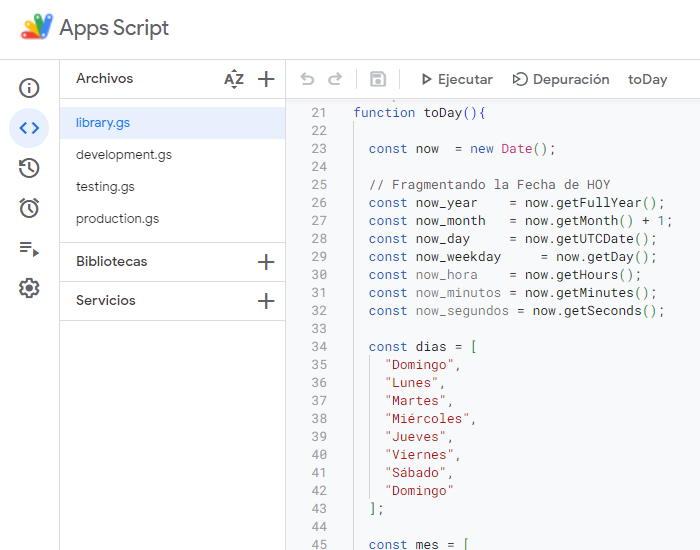 Apps Script
Archivos
AZ
library.gs
development.gs
testing.gs
production.gs
Bibliotecas
Servicios
Ejecutar Depuración toDay
21 function toDay(){
22
23 const now  = new Date();
24
25 // Fragmentando la Fecha de HOY
26 const now_year    = now.getFullYear();
27 const now_month   = now.getMonth() + 1;
28 const now_day     = now.getUTCDate();
29 const now_weekday     = now.getDay();
30 const now_hora    = now.getHours();
31 const now_minutos = now.getMinutes();
32 const now_segundos = now.getSeconds();
33
34 const dias = [
35 "Domingo",
36 "Lunes",
37 "Martes",
38 "Miércoles",
39 "Jueves",
40 "Viernes",
41 "Sábado",
42 "Domingo"
43 ];
44
45 const mes = [